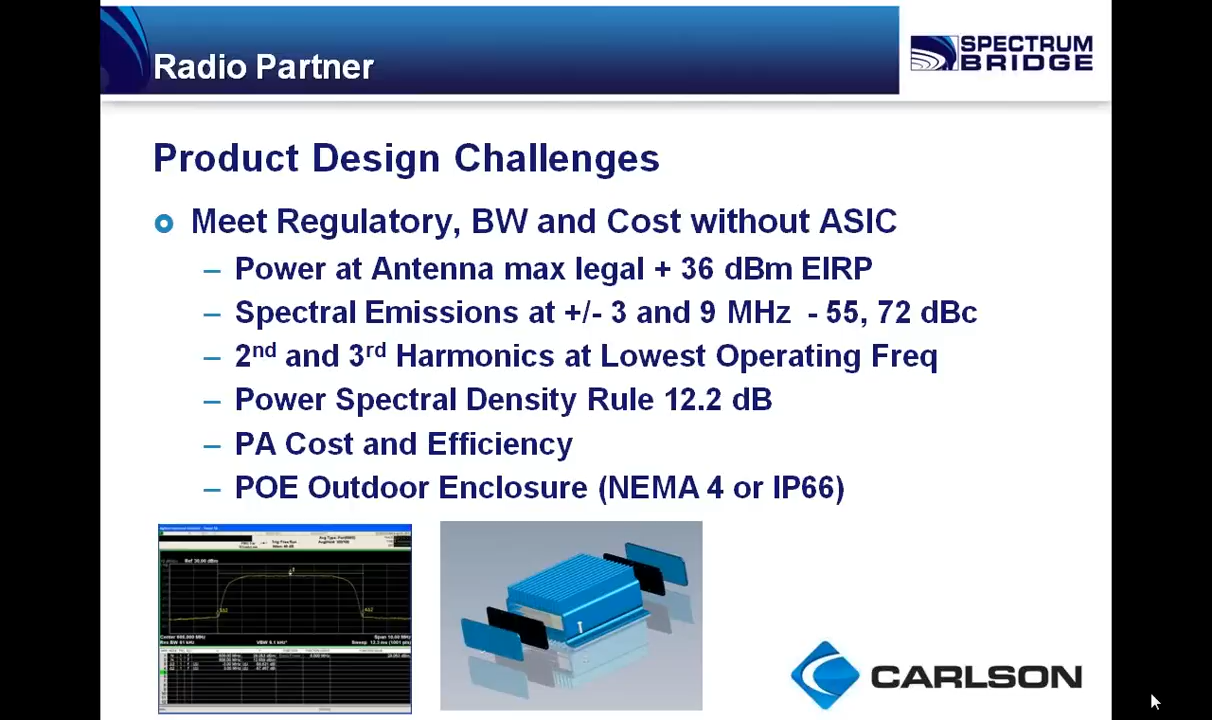 Radio Partner
SPECTRUM
BRIDGE
Product Design Challenges
Meet Regulatory, BW and Cost without ASIC
– Power at Antenna max legal + 36 dBm EIRP
– Spectral Emissions at +/- 3 and 9 MHz - 55, 72 dBc
– 2nd and 3rd Harmonics at Lowest Operating Freq
– Power Spectral Density Rule 12.2 dB
– PA Cost and Efficiency
– POE Outdoor Enclosure (NEMA 4 or IP66)
CARLSON